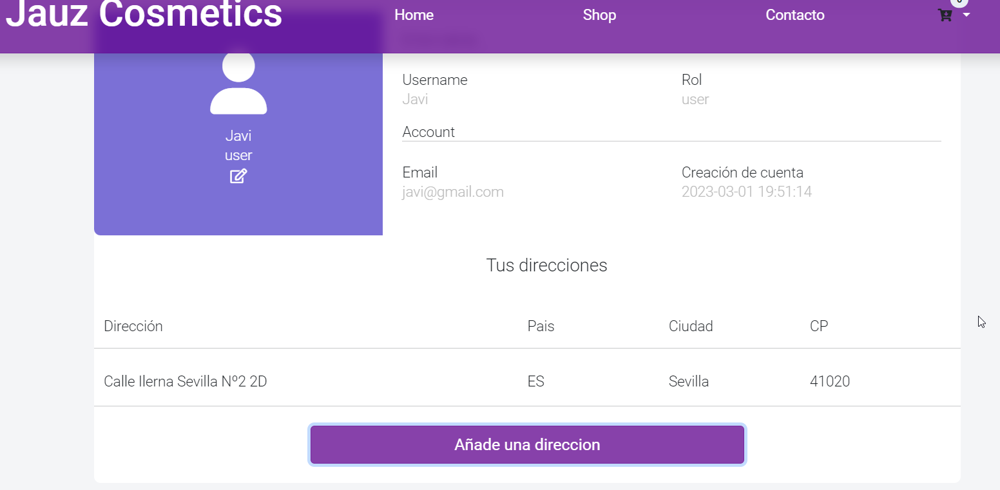 Jauz Cosmetics
Home
Shop
Contacto
0
Javi
user
Username
Rol
Javi
user
Account
Email
Creación de cuenta
javi@gmail.com
2023-03-01 19:51:14
Tus direcciones
Dirección
Pais
Ciudad
CP
Calle Ilerna Sevilla Nº2 2D
ES
Sevilla
41020
Añade una direccion